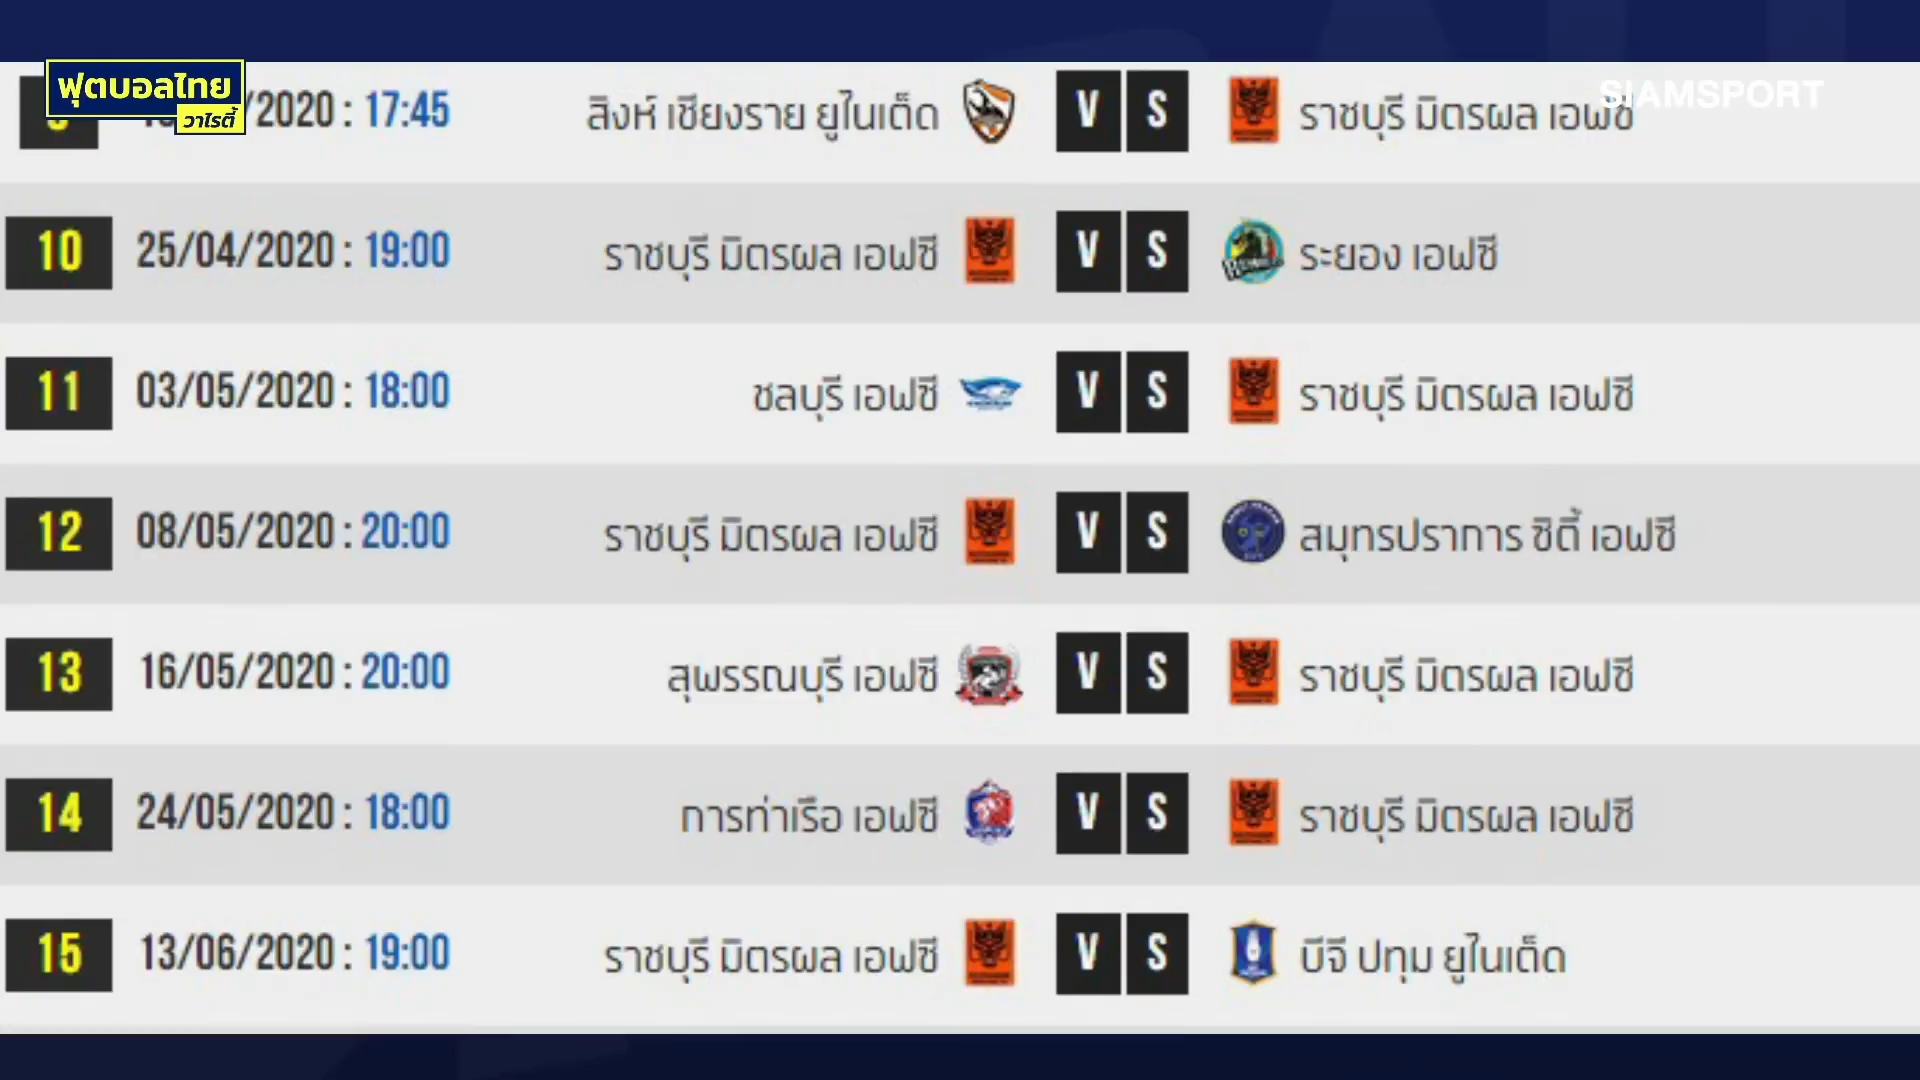 ฟุตบอลไทย
วาไรตี้
SIAMSPORT
/2020 : 17:45 สิงห์ เชียงราย ยูไนเต็ด V S ราชบุรี มิตรผล เอฟซี
10 25/04/2020 : 19:00 ราชบุรี มิตรผล เอฟซี V S ระยอง เอฟซี
11 03/05/2020 : 18:00 ชลบุรี เอฟซี V S ราชบุรี มิตรผล เอฟซี
12 08/05/2020 : 20:00 ราชบุรี มิตรผล เอฟซี V S สมุทรปราการ ซิตี้ เอฟซี
13 16/05/2020 : 20:00 สุพรรณบุรี เอฟซี V S ราชบุรี มิตรผล เอฟซี
14 24/05/2020 : 18:00 การท่าเรือ เอฟซี V S ราชบุรี มิตรผล เอฟซี
15 13/06/2020 : 19:00 ราชบุรี มิตรผล เอฟซี V S บีจี ปทุม ยูไนเต็ด